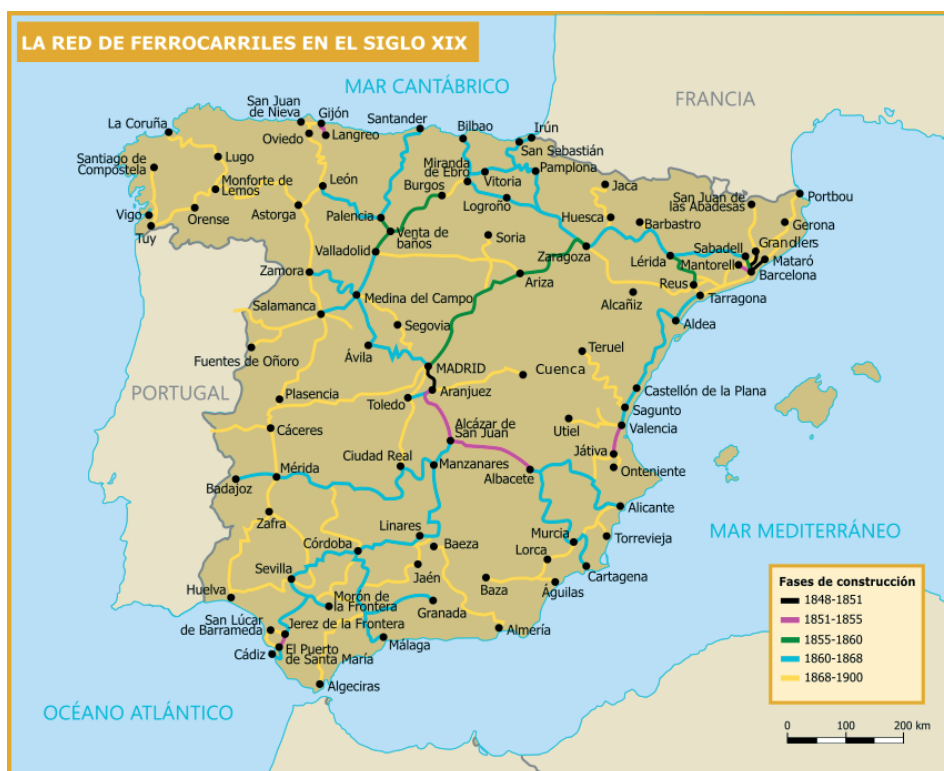 LA RED DE FERROCARRILES EN EL SIGLO XIX
MAR CANTÁBRICO
FRANCIA
San Juan
de Nieva
Gijón
La Coruña
Oviedo
Langreo
Santander
Bilbao
Irún
San Sebastián
Santiago de
Compostela
Lugo
Monforte de
Lemos
León
Miranda
de Ebro
Burgos
Vitoria
Pamplona
Logroño
Jaca
San Juan de
las Abadesas
Portbou
Vigo
Tuy
Orense
Astorga
Palencia
Venta de
baños
Soria
Huesca
Barbastro
Gerona
Granollers
Sabadell
Mataró
Mantorell
Barcelona
Valladolid
Zaragoza
Lérida
Zamora
Ariza
Reus
Tarragona
Salamanca
Medina del Campo
Alcañiz
Aldea
Segovia
Fuentes de Oñoro
Ávila
Teruel
MADRID
Cuenca
PORTUGAL
Plasencia
Toledo
Aranjuez
Castellón de la Plana
Sagunto
Cáceres
Alcázar de
San Juan
Utiel
Valencia
Ciudad Real
Játiva
Mérida
Manzanares
Albacete
Onteniente
Badajoz
Zafra
Alicante
Linares
Murcia
Torrevieja
MAR MEDITERRÁNEO
Córdoba
Baeza
Lorca
Sevilla
Jaén
Cartagena
Huelva
Morón de
la Frontera
Baza
Águilas
San Lúcar
de Barrameda
Granada
Jerez de la Frontera
Almería
Cádiz
El Puerto
de Santa María
Málaga
Algeciras
OCÉANO ATLÁNTICO
Fases de construcción
1848-1851
1851-1855
1855-1860
1860-1868
1868-1900
0 100 200 km